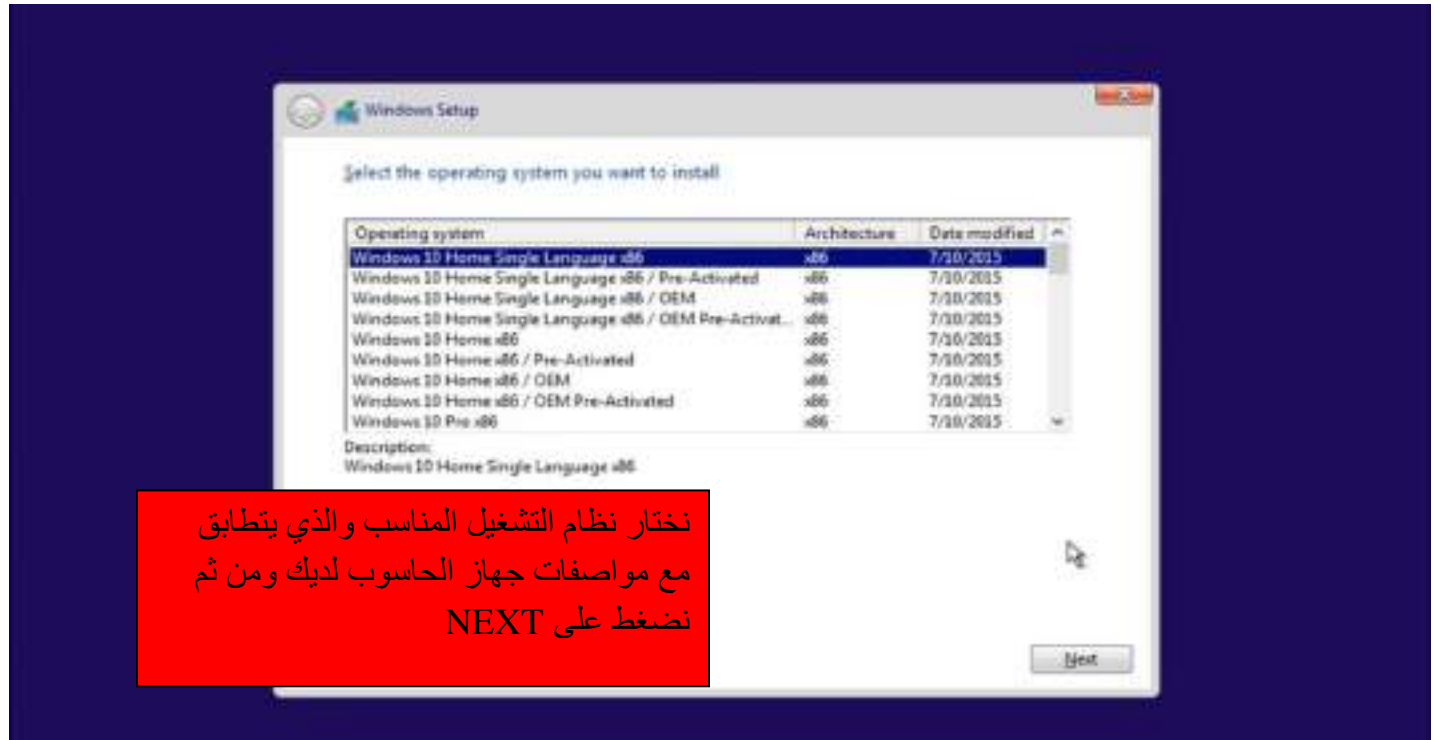 Windows Setup
Select the operating system you want to install
Operating system Architecture Date modified
Windows 10 Home Single Language x86 x86 7/10/2015
Windows 10 Home Single Language x86 / Pre-Activated x86 7/10/2015
Windows 10 Home Single Language x86 / OEM x86 7/10/2015
Windows 10 Home Single Language x86 / OEM Pre-Activat... x86 7/10/2015
Windows 10 Home x86 x86 7/10/2015
Windows 10 Home x86 / Pre-Activated x86 7/10/2015
Windows 10 Home x86 / OEM x86 7/10/2015
Windows 10 Home x86 / OEM Pre-Activated x86 7/10/2015
Windows 10 Pro x86 x86 7/10/2015
Description:
Windows 10 Home Single Language x86
نختار نظام التشغيل المناسب والذي يتطابق
مع مواصفات جهاز الحاسوب لديك ومن ثم
نضغط على NEXT
Next